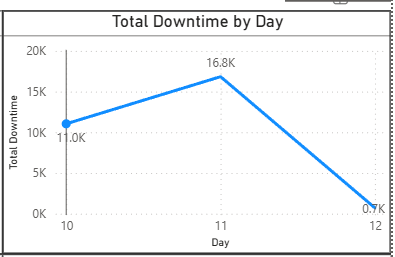 Total Downtime by Day
20K
15K
10K
5K
0K
Total Downtime
11.0K
16.8K
0.7K
10
11
12
Day